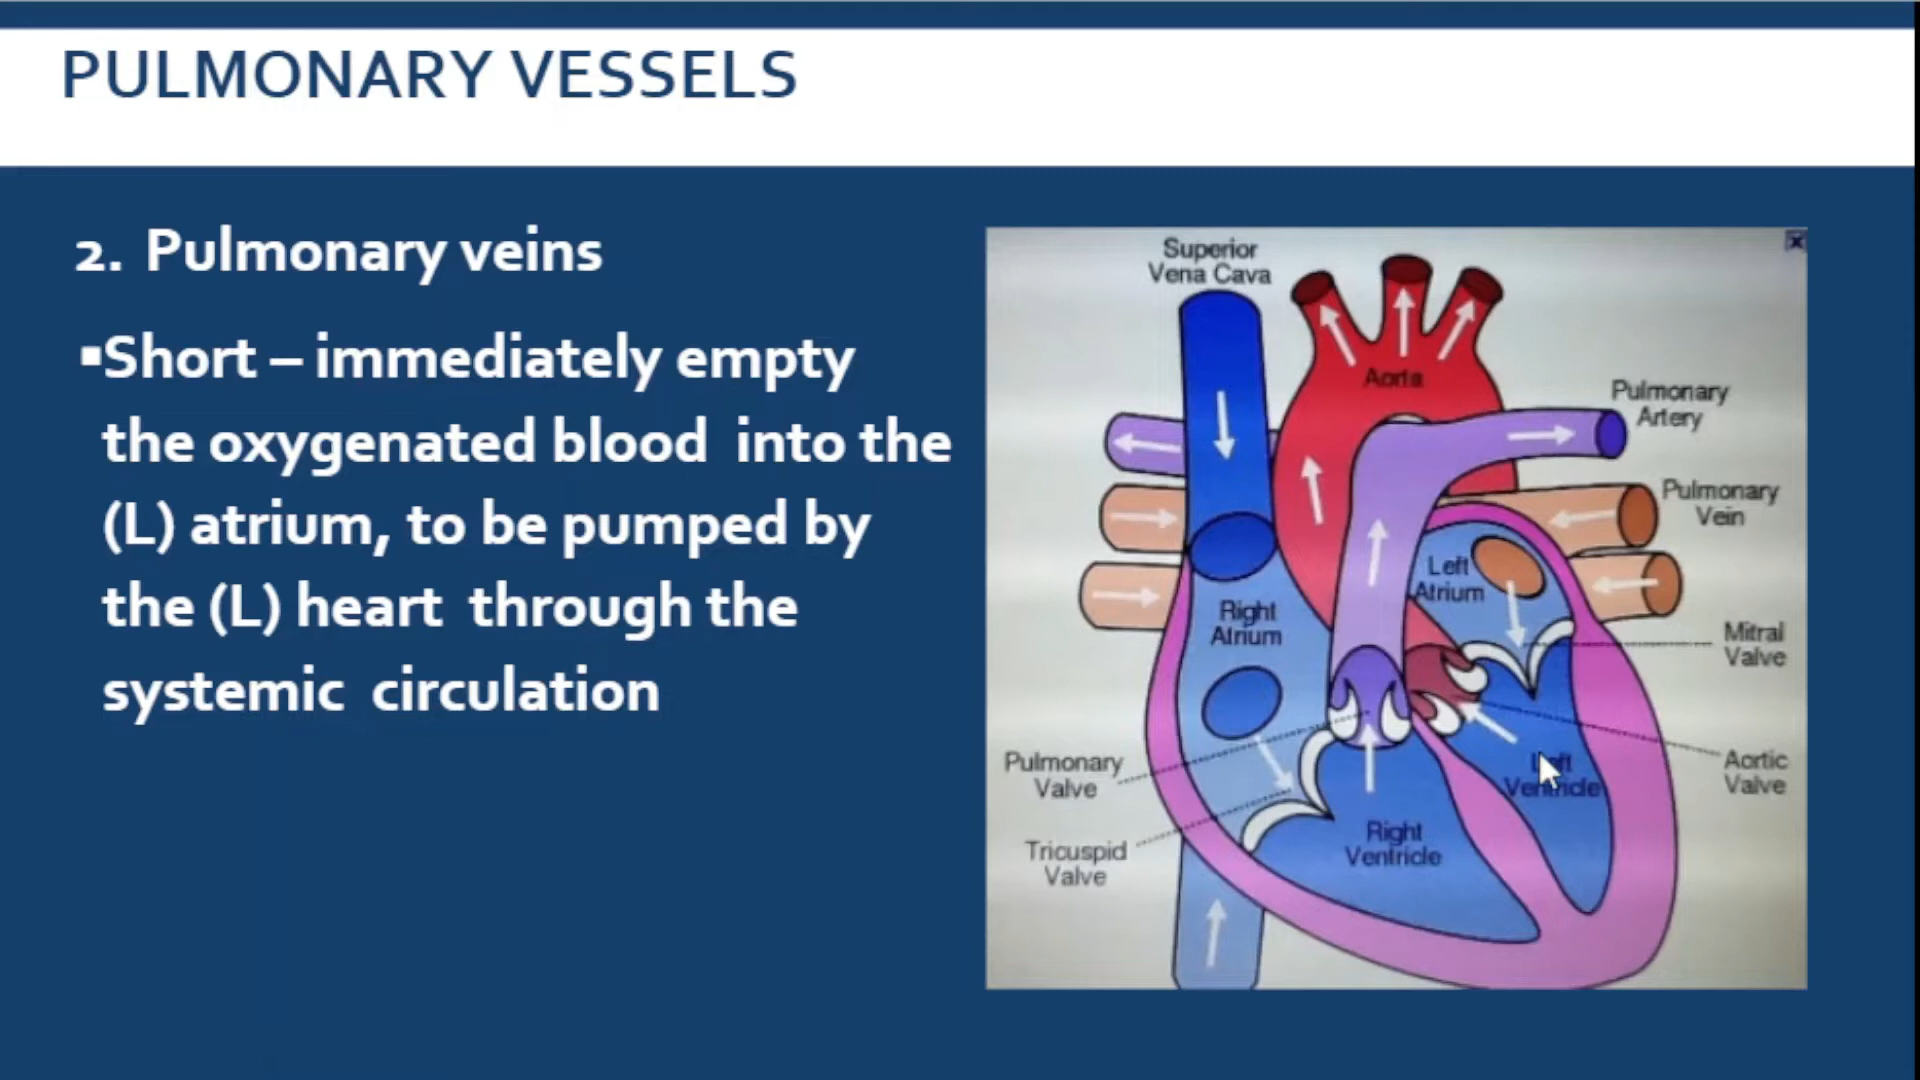 PULMONARY VESSELS
2. Pulmonary veins
▪Short – immediately empty
the oxygenated blood into the
(L) atrium, to be pumped by
the (L) heart through the
systemic circulation
Superior
Vena Cava
Aorta
Pulmonary
Artery
Pulmonary
Vein
Left
Atrium
Right
Atrium
Mitral
Valve
Pulmonary
Valve
Aortic
Valve
Left
Ventricle
Tricuspid
Valve
Right
Ventricle